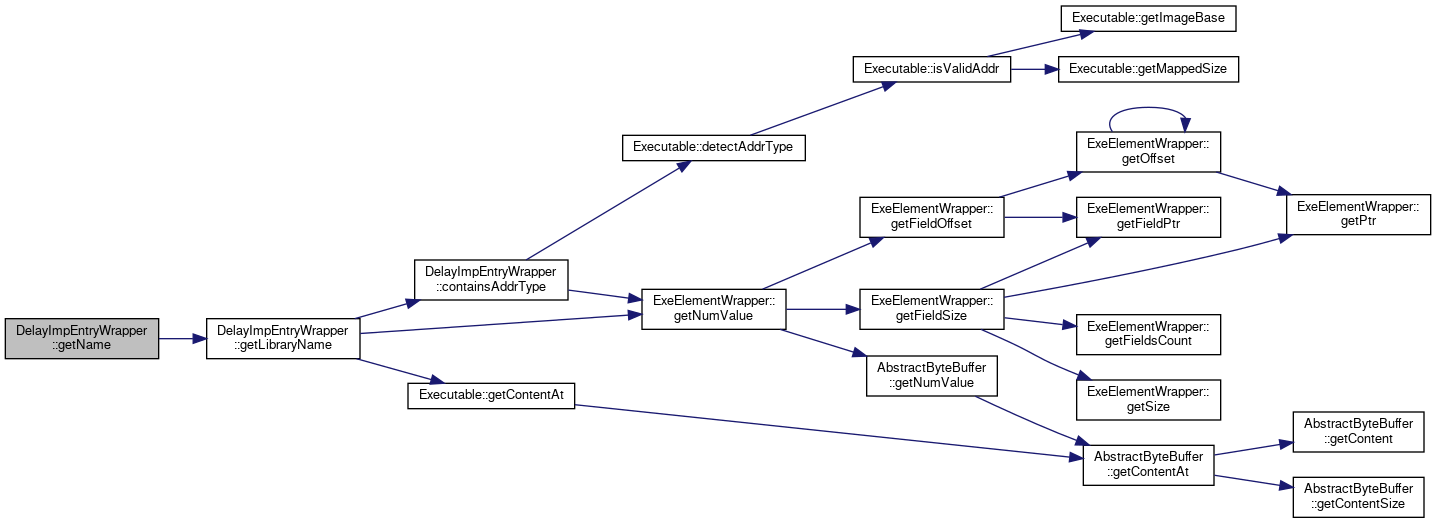 DelayImpEntryWrapper
::getName
DelayImpEntryWrapper
::getLibraryName
DelayImpEntryWrapper
::containsAddrType
Executable::getContentAt
Executable::detectAddrType
ExeElementWrapper::
getNumValue
Executable::isValidAddr
ExeElementWrapper::
getFieldOffset
ExeElementWrapper::
getFieldSize
AbstractByteBuffer
::getNumValue
Executable::getImageBase
Executable::getMappedSize
ExeElementWrapper::
getOffset
ExeElementWrapper::
getFieldPtr
ExeElementWrapper::
getFieldsCount
ExeElementWrapper::
getSize
AbstractByteBuffer
::getContentAt
ExeElementWrapper::
getPtr
AbstractByteBuffer
::getContent
AbstractByteBuffer
::getContentSize